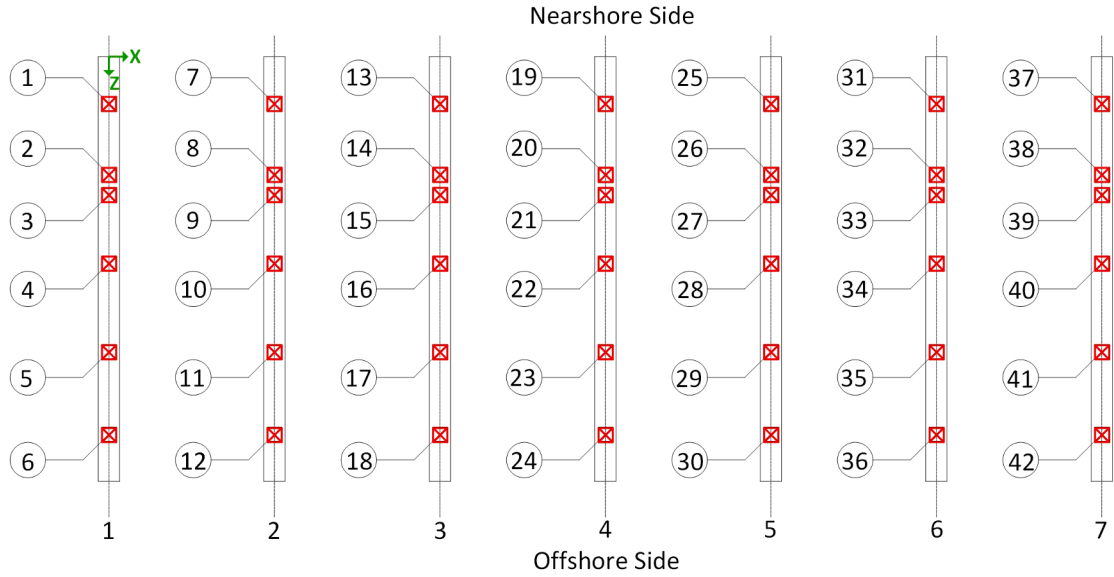 Nearshore Side
X
Z
1 7 13 19 25 31 37
2 8 14 20 26 32 38
3 9 15 21 27 33 39
4 10 16 22 28 34 40
5 11 17 23 29 35 41
6 12 18 24 30 36 42
1 2 3 4 5 6 7
Offshore Side